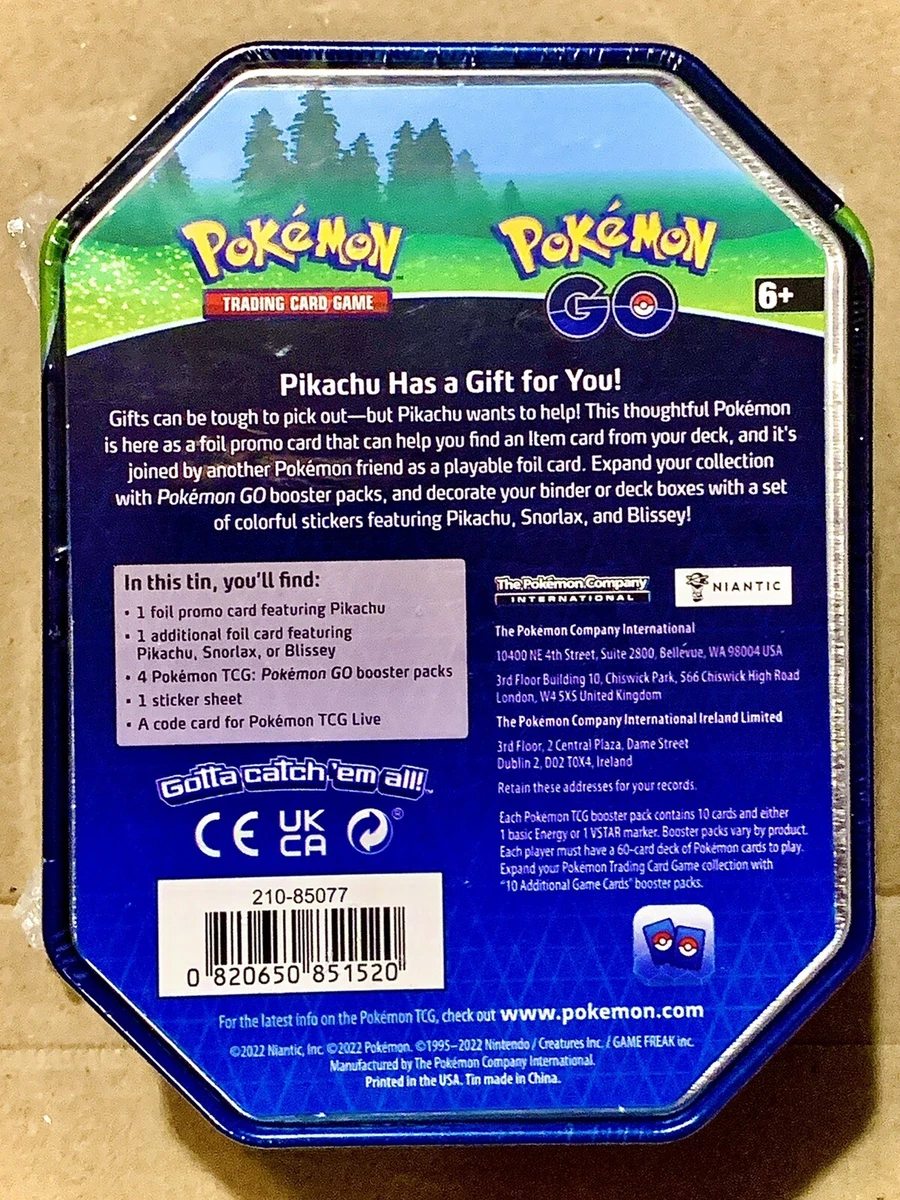 POKéMON
TRADING CARD GAME
POKéMON
GO
6+
Pikachu Has a Gift for You!
Gifts can be tough to pick out—but Pikachu wants to help! This thoughtful Pokémon
is here as a foil promo card that can help you find an Item card from your deck, and it's
joined by another Pokémon friend as a playable foil card. Expand your collection
with Pokémon GO booster packs, and decorate your binder or deck boxes with a set
of colorful stickers featuring Pikachu, Snorlax, and Blissey!
In this tin, you'll find:
• 1 foil promo card featuring Pikachu
• 1 additional foil card featuring
Pikachu, Snorlax, or Blissey
• 4 Pokémon TCG: Pokémon GO booster packs
• 1 sticker sheet
• A code card for Pokémon TCG Live
Gotta catch 'em all!™
CE UK
CA ®
210-85077
0 820650 851520
The Pokémon Company
INTERNATIONAL
NIANTIC
The Pokémon Company International
10400 NE 4th Street, Suite 2800, Bellevue, WA 98004 USA
3rd Floor Building 10, Chiswick Park, 566 Chiswick High Road
London, W4 5XS United Kingdom
The Pokémon Company International Ireland Limited
3rd Floor, 2 Central Plaza, Dame Street
Dublin 2, D02 T0X4, Ireland
Retain these addresses for your records.
Each Pokémon TCG booster pack contains 10 cards and either
1 basic Energy or 1 VSTAR marker. Booster packs vary by product.
Each player must have a 60-card deck of Pokémon cards to play.
Expand your Pokémon Trading Card Game collection with
"10 Additional Game Cards" booster packs.
For the latest info on the Pokémon TCG, check out www.pokemon.com
©2022 Niantic, Inc. ©2022 Pokémon. ©1995–2022 Nintendo / Creatures Inc. / GAME FREAK inc.
Manufactured by The Pokémon Company International.
Printed in the USA. Tin made in China.